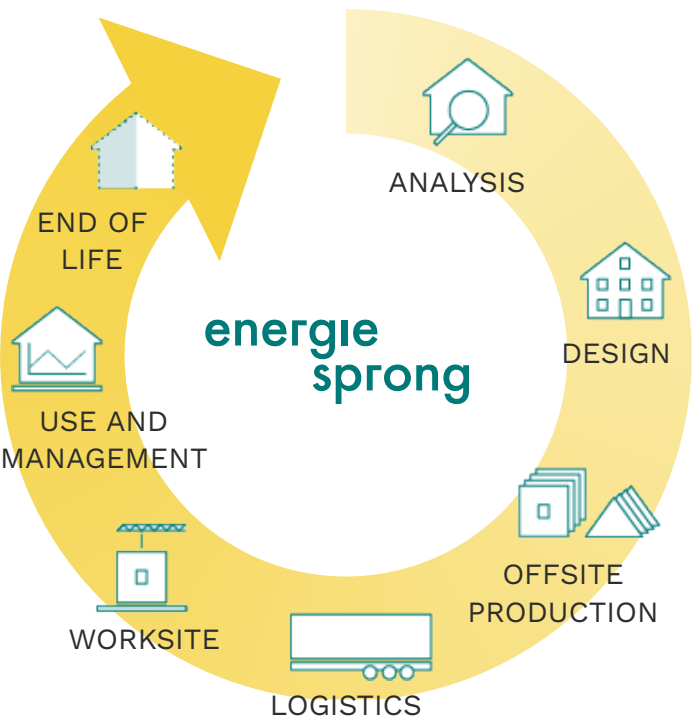 ANALYSIS
DESIGN
OFFSITE
PRODUCTION
LOGISTICS
WORKSITE
USE AND
MANAGEMENT
END OF
LIFE
energie
sprong